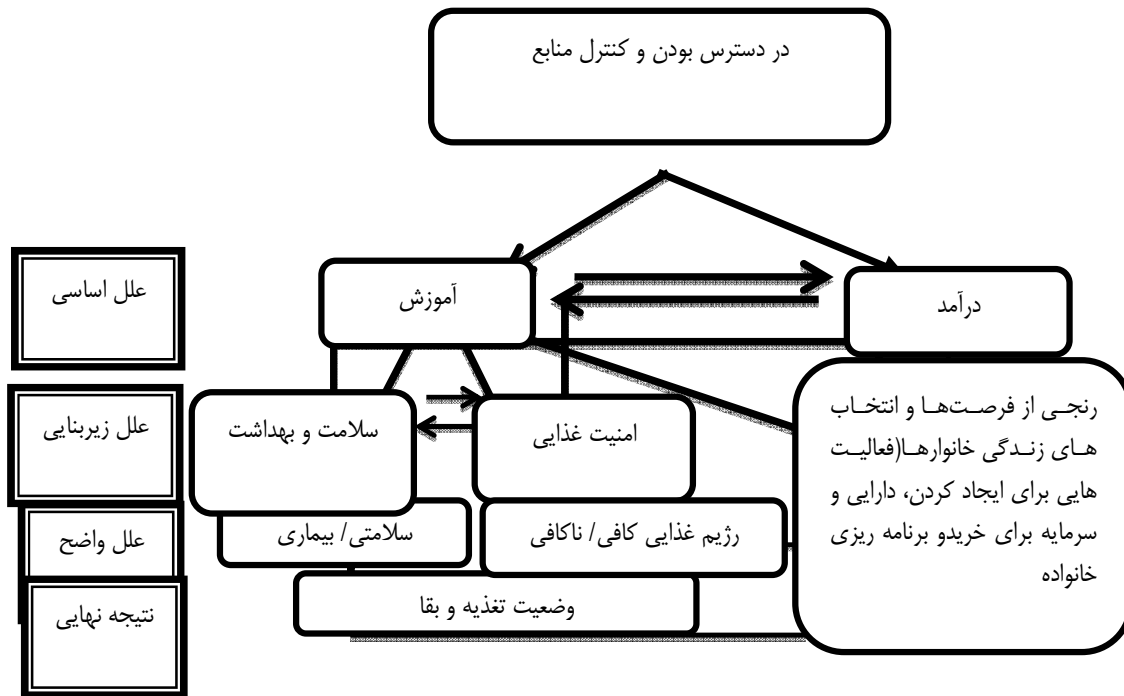 در دسترس بودن و کنترل منابع
علل اساسی
آموزش
درآمد
علل زیربنایی
سلامت و بهداشت
امنیت غذایی
رنجی از فرصت‌ها و انتخاب
های زندگی خانوارها(فعالیت
هایی برای ایجاد کردن، دارایی و
سرمایه برای خریدو برنامه ریزی
خانواده
علل واضح
سلامتی/ بیماری
رژیم غذایی کافی/ ناکافی
نتیجه نهایی
وضعیت تغذیه و بقا